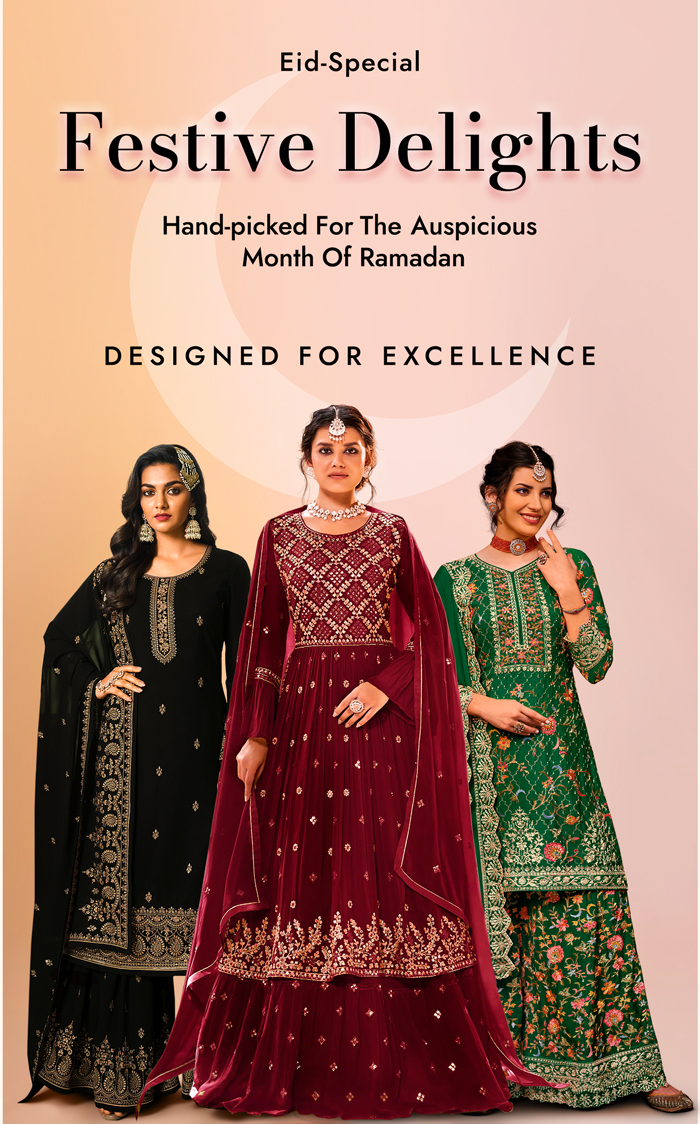 Eid-Special
Festive Delights
Hand-picked For The Auspicious
Month Of Ramadan
DESIGNED FOR EXCELLENCE